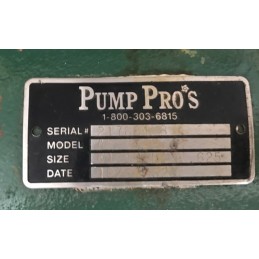 PUMP PRO'S
1-800-303-6815
SERIAL#
MODEL
SIZE
DATE